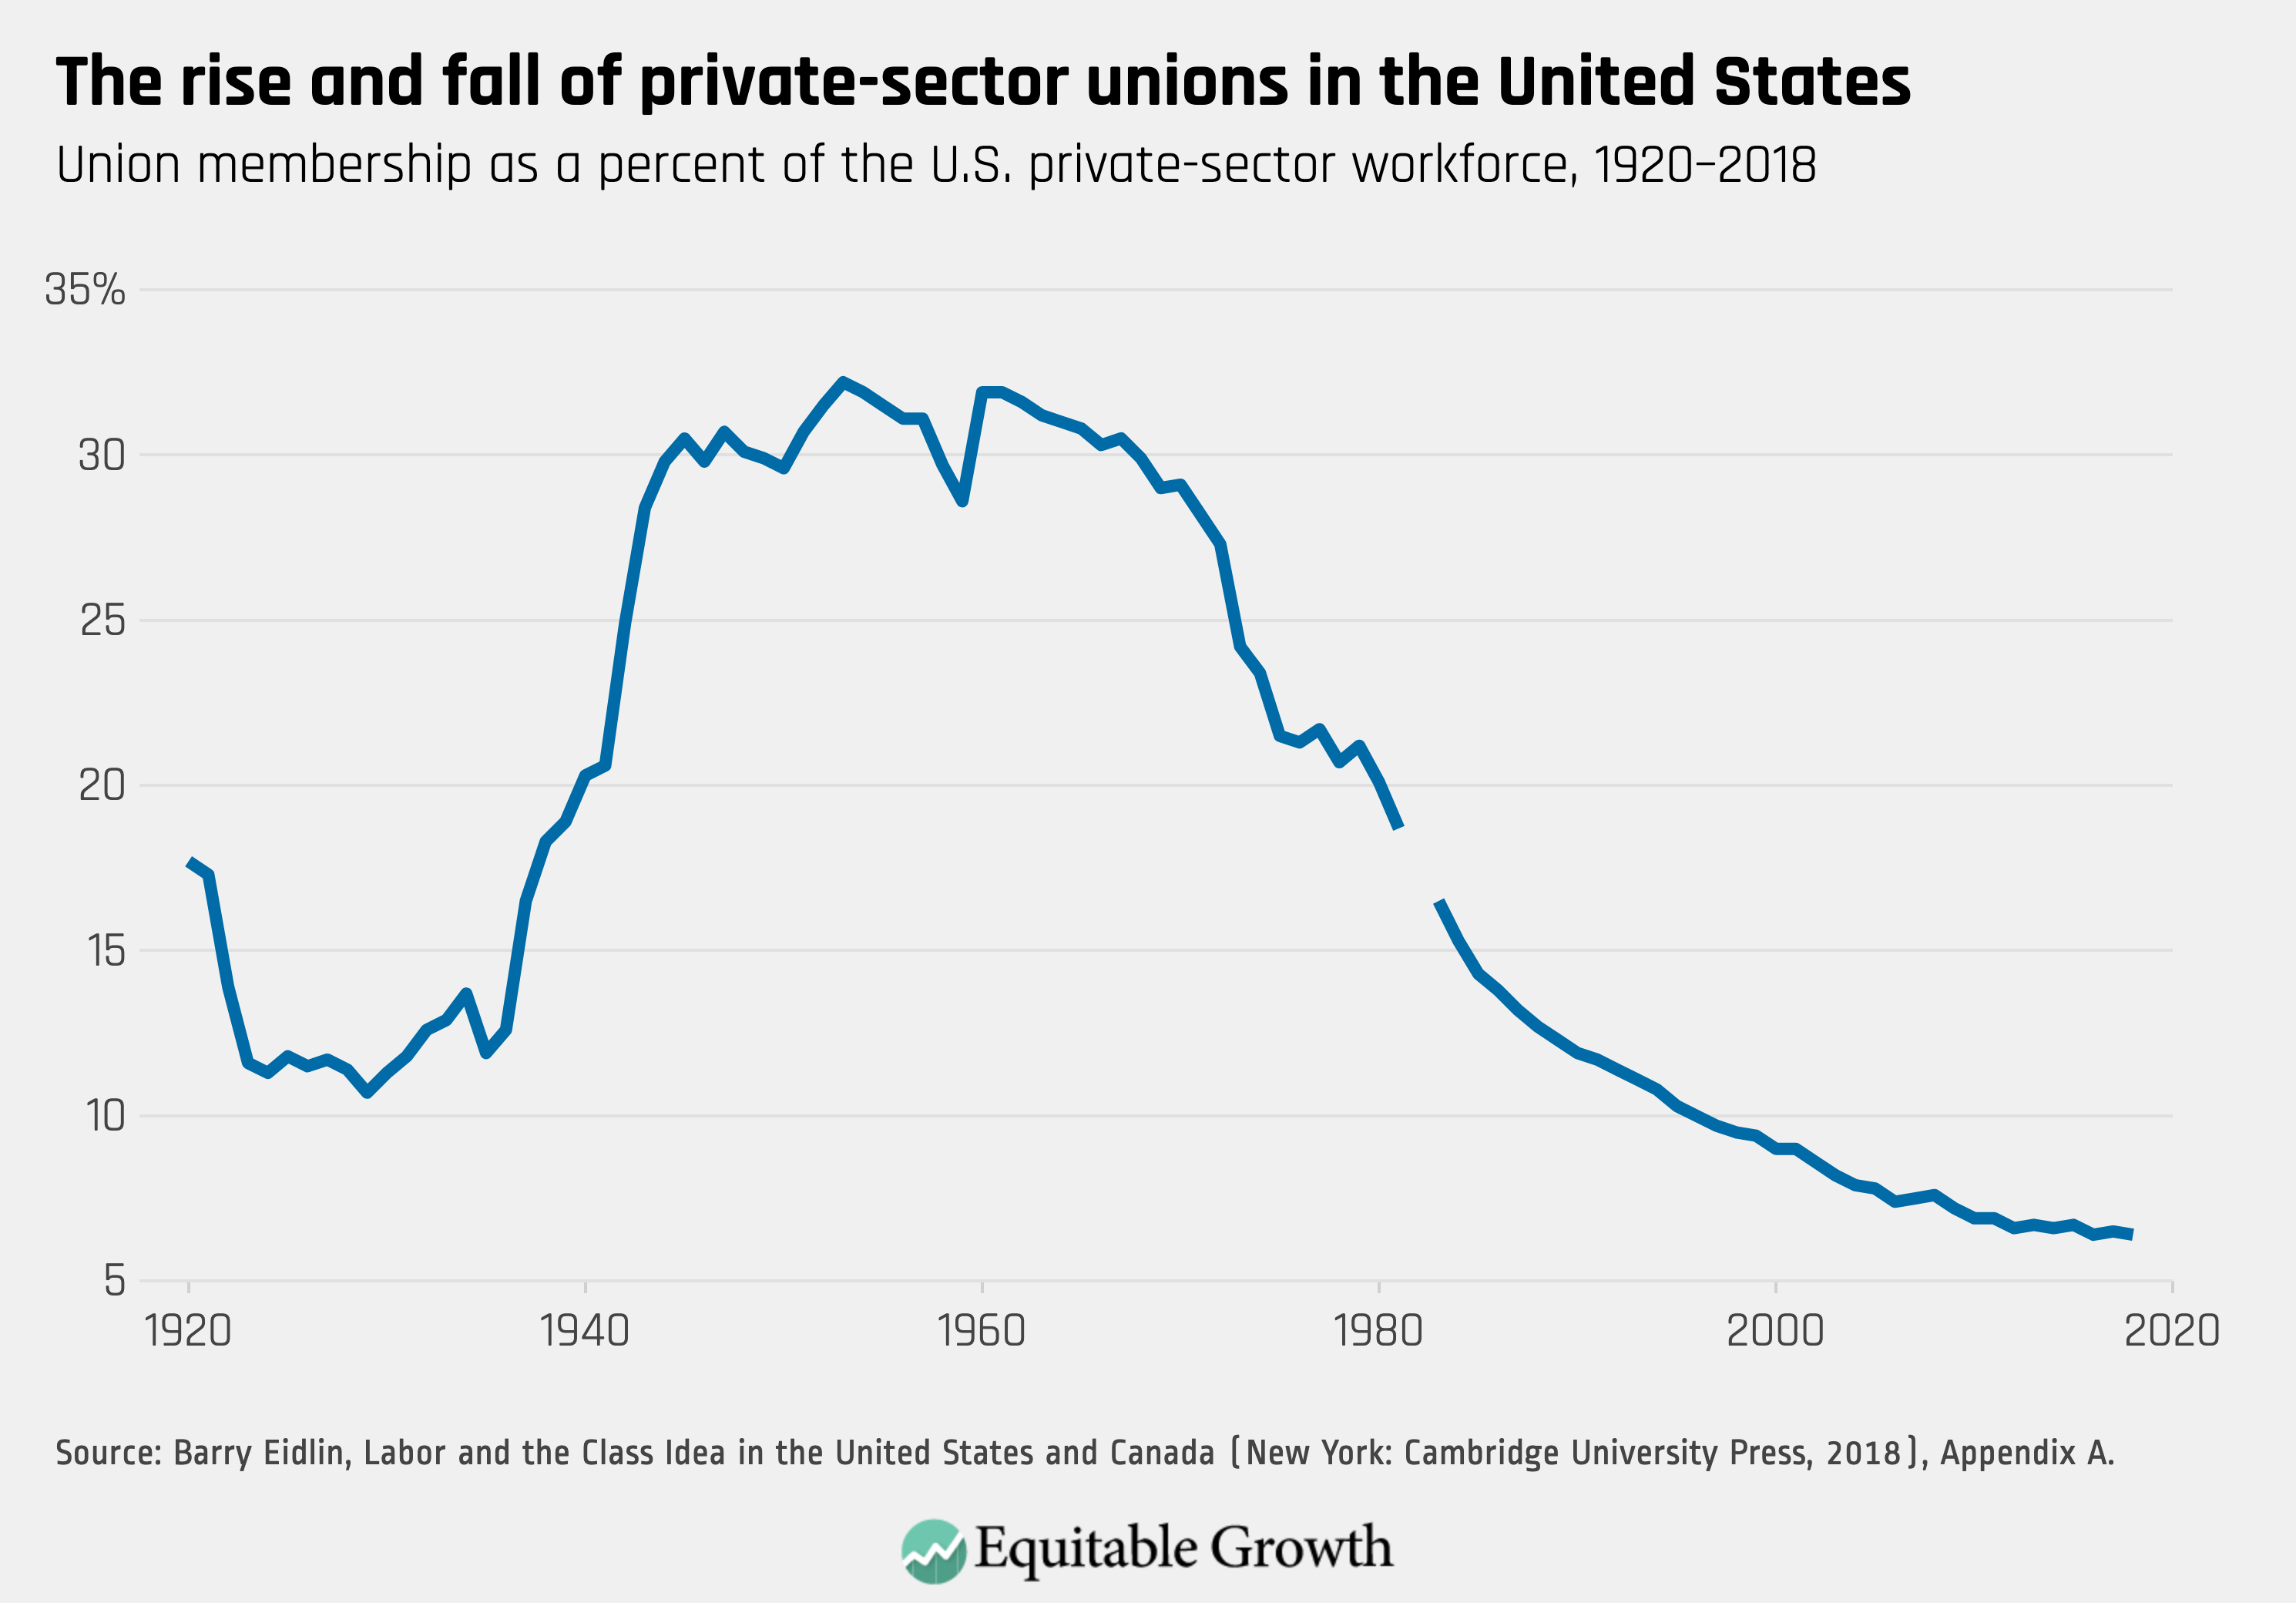 The rise and fall of private-sector unions in the United States
Union membership as a percent of the U.S. private-sector workforce, 1920–2018
35%
30
25
20
15
10
5
1920 1940 1960 1980 2000 2020
Source: Barry Eidlin, Labor and the Class Idea in the United States and Canada (New York: Cambridge University Press, 2018), Appendix A.
Equitable Growth